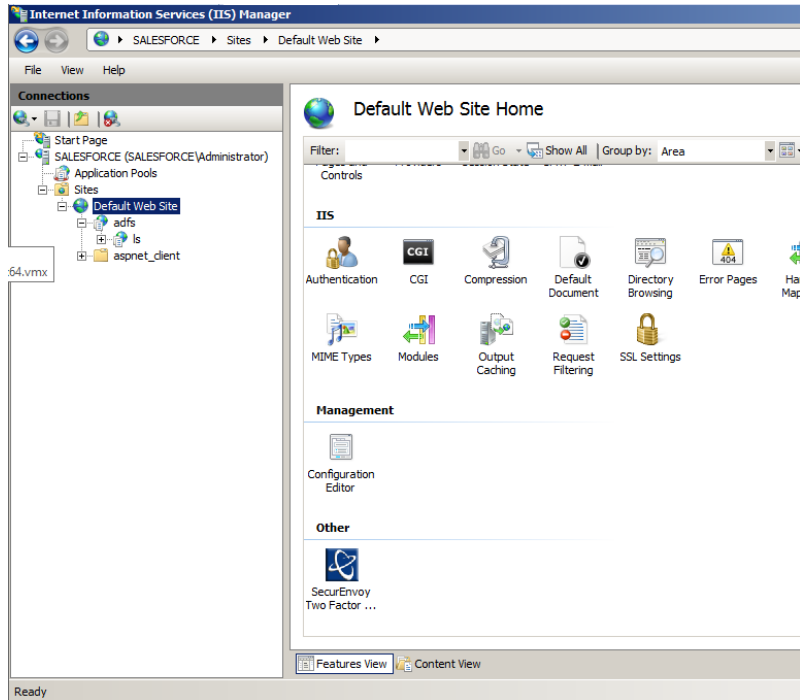 Internet Information Services (IIS) Manager
SALESFORCE Sites Default Web Site
File View Help
Connections
Start Page
SALESFORCE (SALESFORCE\Administrator)
Application Pools
Sites
Default Web Site
adfs
ls
aspnet_client
:64.vmx
Default Web Site Home
Filter: Go Show All Group by: Area
Controls
IIS
Authentication CGI Compression Default Document Directory Browsing Error Pages Ha Map
CGI
404
MIME Types Modules Output Caching Request Filtering SSL Settings
Management
Configuration Editor
Other
SecurEnvoy Two Factor ...
Features View Content View
Ready